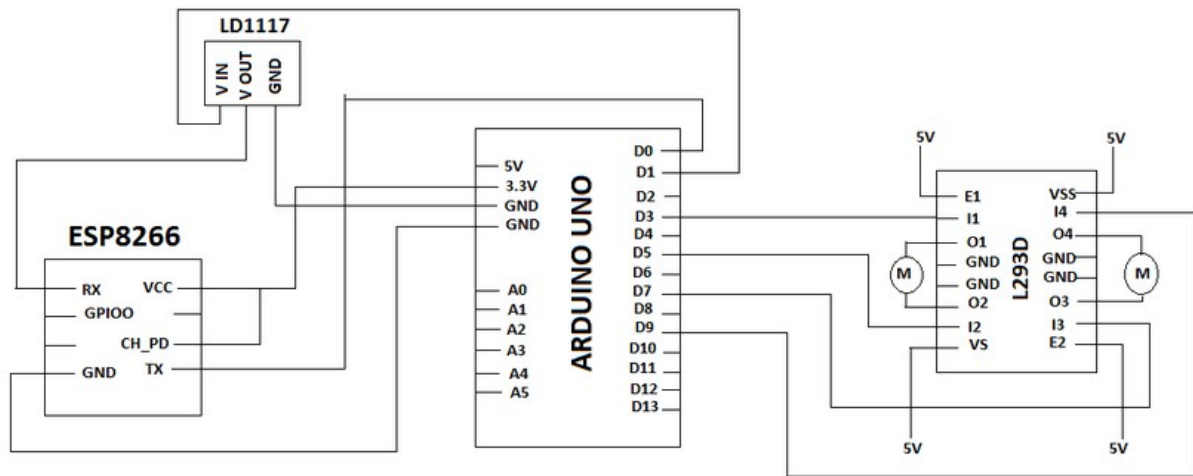 LD1117
V IN
V OUT
GND
ESP8266
RX
VCC
GPIOO
CH_PD
GND
TX
ARDUINO UNO
5V
3.3V
GND
GND
A0
A1
A2
A3
A4
A5
D0
D1
D2
D3
D4
D5
D6
D7
D8
D9
D10
D11
D12
D13
5V
5V
L293D
E1
I1
O1
GND
GND
O2
I2
VS
VSS
I4
O4
GND
GND
O3
I3
E2
M
M
5V
5V